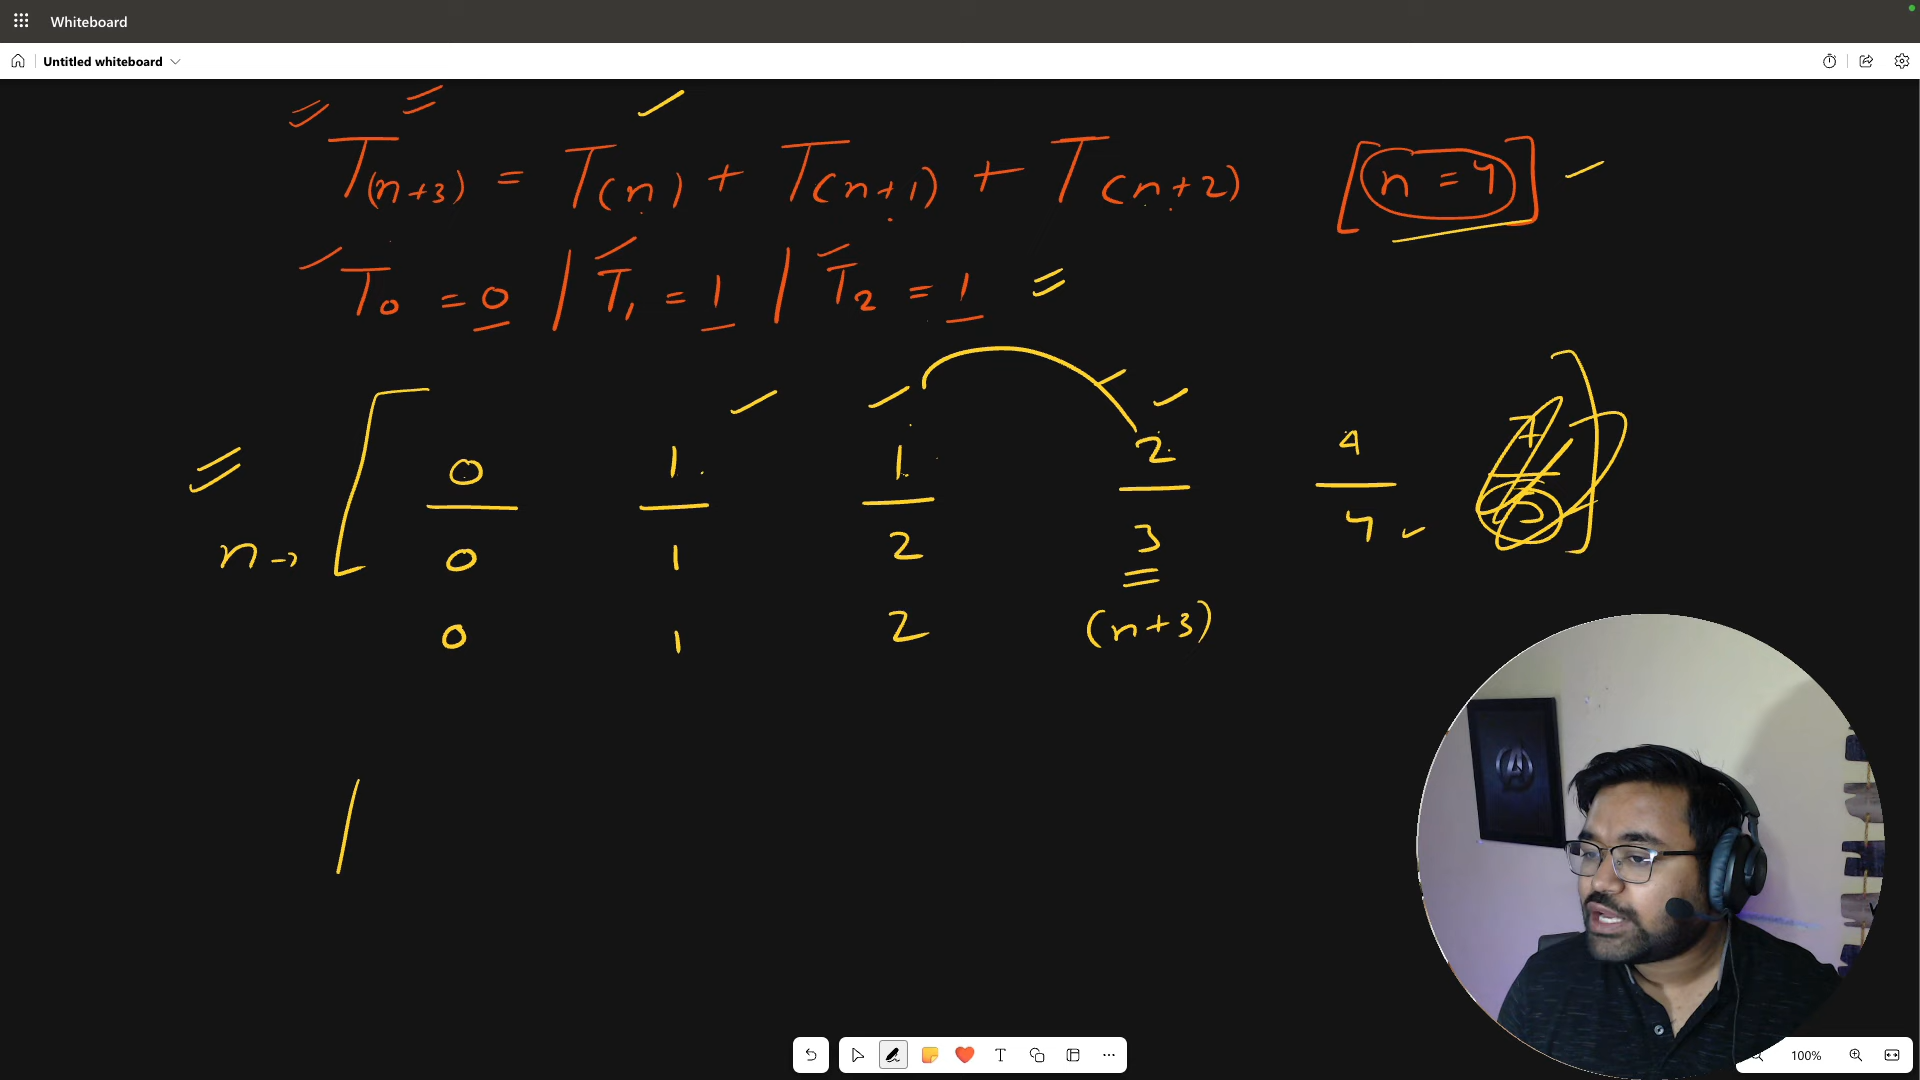 Whiteboard
Untitled whiteboard
T(n+3) = T(n) + T(n+1) + T(n+2) [n = 4]
T0 = 0 | T1 = 1 | T2 = 1
0 1 1 2 4
n→ 0 1 2 3 4
0 1 2 (n+3)
100%